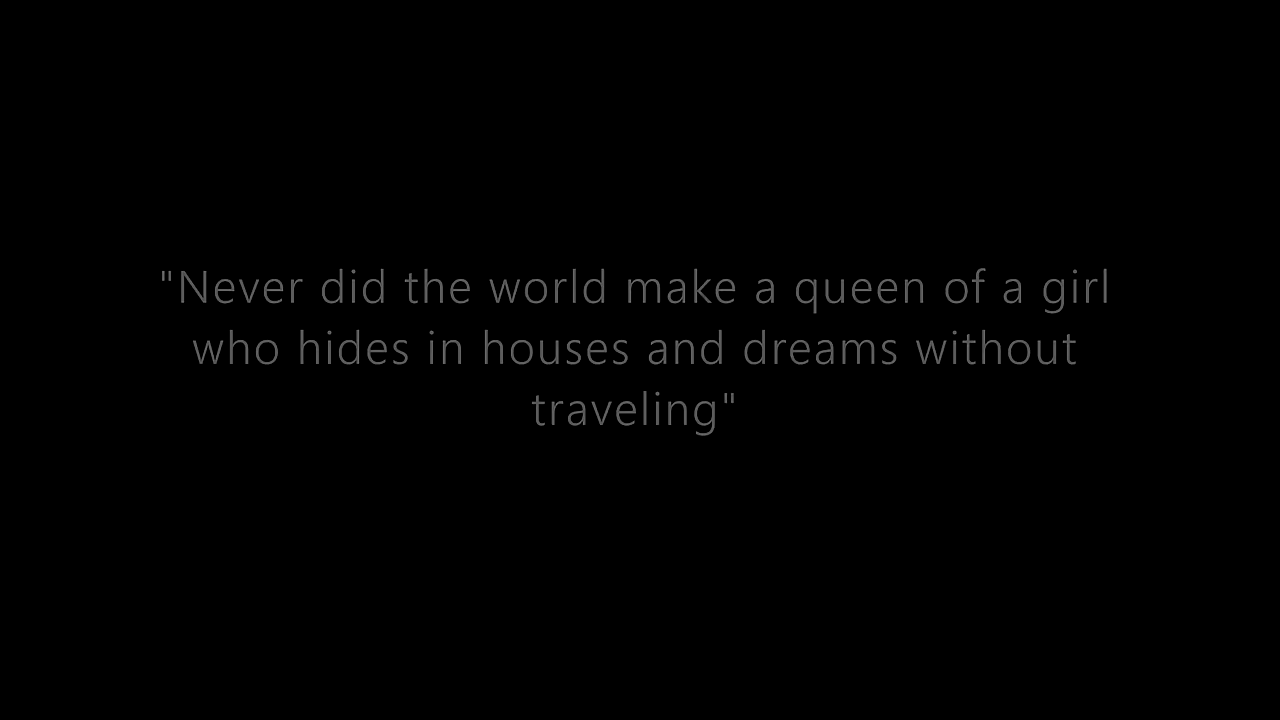 "Never did the world make a queen of a girl
who hides in houses and dreams without
traveling"